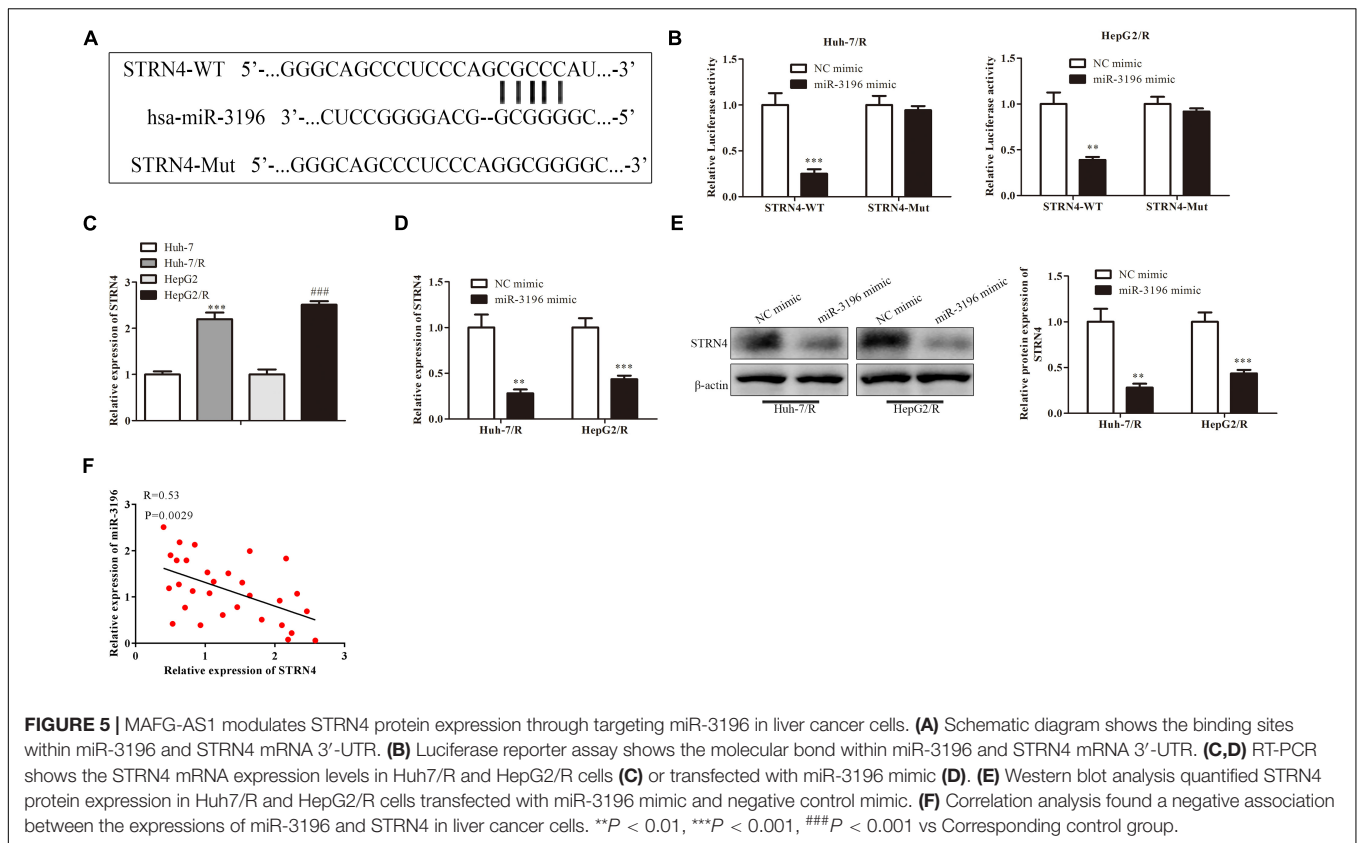 A
STRN4-WT 5'-...GGGCAGCCCUCCCAGCGCCCAU...-3'
hsa-miR-3196 3'-...CUCCGGGGACG--GCGGGGC...-5'
STRN4-Mut 5'-...GGGCAGCCCUCCCAGGCGGGGC...-3'
B
Huh-7/R
NC mimic
miR-3196 mimic
Relative Luciferase activity
1.5
1.0
0.5
0.0
***
STRN4-WT STRN4-Mut
HepG2/R
NC mimic
miR-3196 mimic
Relative Luciferase activity
1.5
1.0
0.5
0.0
**
STRN4-WT STRN4-Mut
C
Huh-7
Huh-7/R
HepG2
HepG2/R
Relative expression of STRN4
3
2
1
0
***
###
D
NC mimic
miR-3196 mimic
Relative expression of STRN4
1.5
1.0
0.5
0.0
**
***
Huh-7/R HepG2/R
E
NC mimic miR-3196 mimic NC mimic miR-3196 mimic
STRN4
β-actin
Huh-7/R HepG2/R
NC mimic
miR-3196 mimic
Relative protein expression of
STRN4
1.5
1.0
0.5
0.0
**
***
Huh-7/R HepG2/R
F
R=0.53
P=0.0029
Relative expression of miR-3196
3
2
1
0
0 1 2 3
Relative expression of STRN4
FIGURE 5 | MAFG-AS1 modulates STRN4 protein expression through targeting miR-3196 in liver cancer cells. (A) Schematic diagram shows the binding sites
within miR-3196 and STRN4 mRNA 3′-UTR. (B) Luciferase reporter assay shows the molecular bond within miR-3196 and STRN4 mRNA 3′-UTR. (C,D) RT-PCR
shows the STRN4 mRNA expression levels in Huh7/R and HepG2/R cells (C) or transfected with miR-3196 mimic (D). (E) Western blot analysis quantified STRN4
protein expression in Huh7/R and HepG2/R cells transfected with miR-3196 mimic and negative control mimic. (F) Correlation analysis found a negative association
between the expressions of miR-3196 and STRN4 in liver cancer cells. **P < 0.01, ***P < 0.001, ###P < 0.001 vs Corresponding control group.